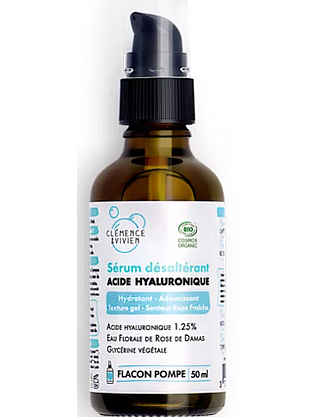 CLÉMENCE
& VIVIEN
BIO
COSMOS
ORGANIC
Sérum désaltérant
ACIDE HYALURONIQUE
Hydratant - Adoucissant
Texture gel - Senteur Rose Fraîche
ACIDE HYALURONIQUE 1.25%
EAU FLORALE DE ROSE DE DAMAS
GLYCÉRINE VÉGÉTALE
FLACON POMPE 50 ml